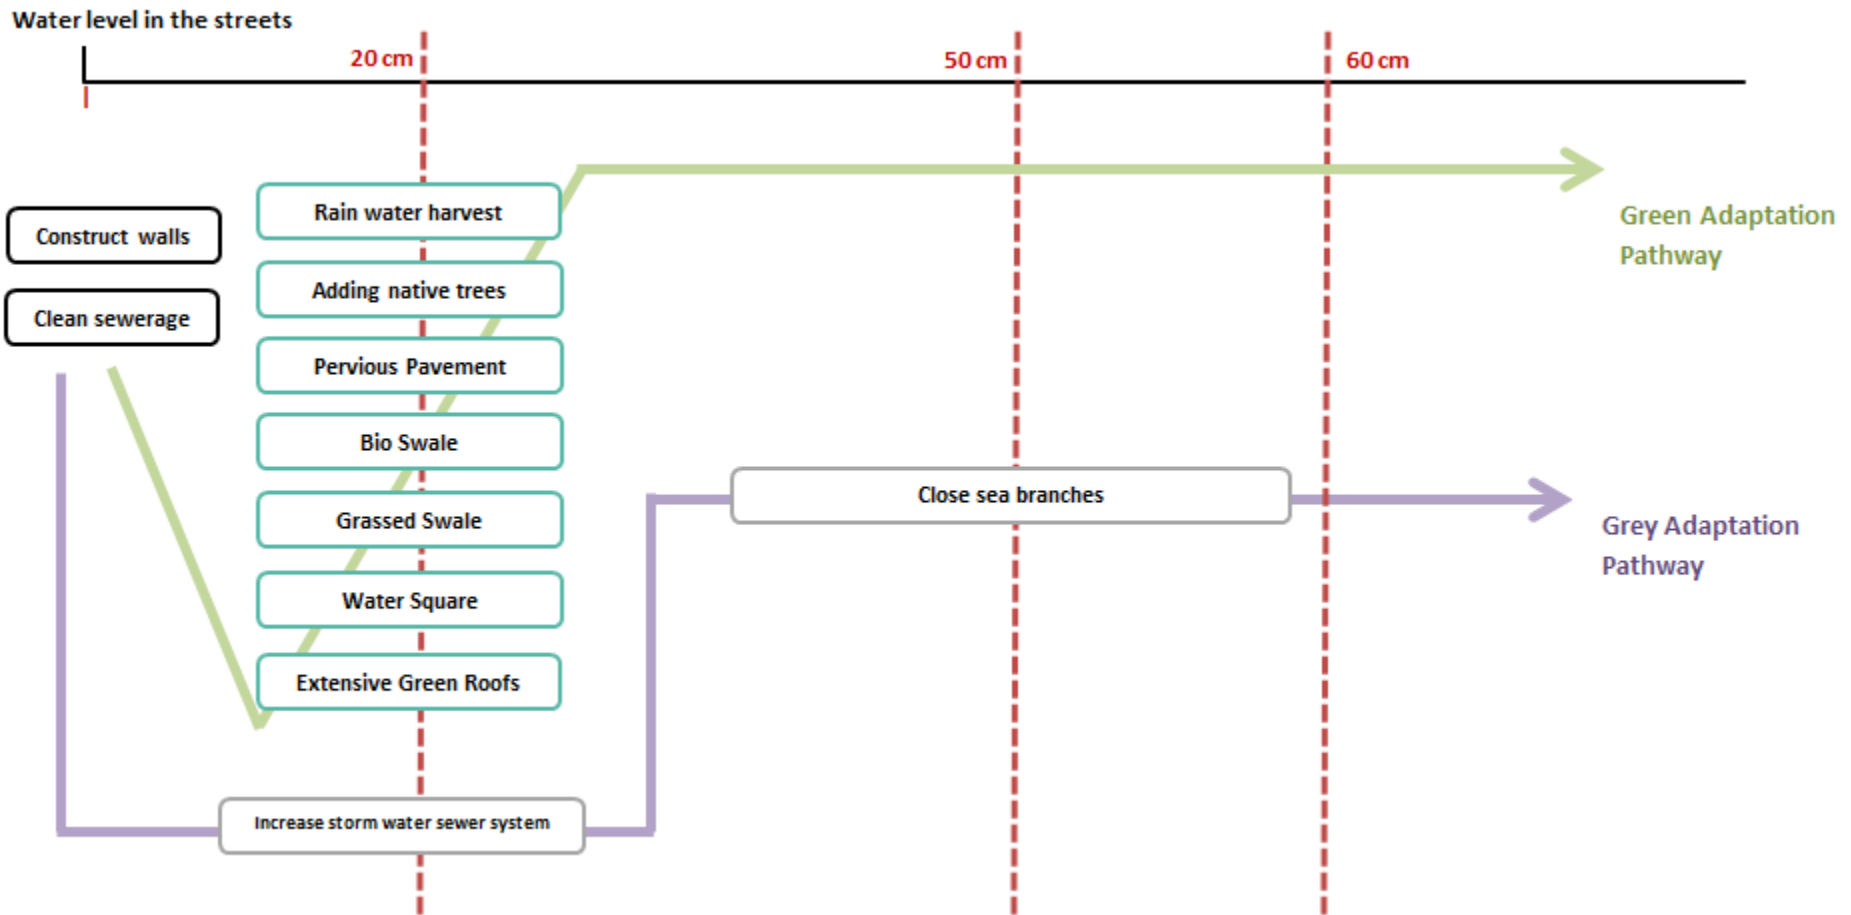 Water level in the streets
20 cm
50 cm
60 cm
Construct walls
Clean sewerage
Rain water harvest
Adding native trees
Pervious Pavement
Bio Swale
Grassed Swale
Water Square
Extensive Green Roofs
Increase storm water sewer system
Close sea branches
Green Adaptation
Pathway
Grey Adaptation
Pathway